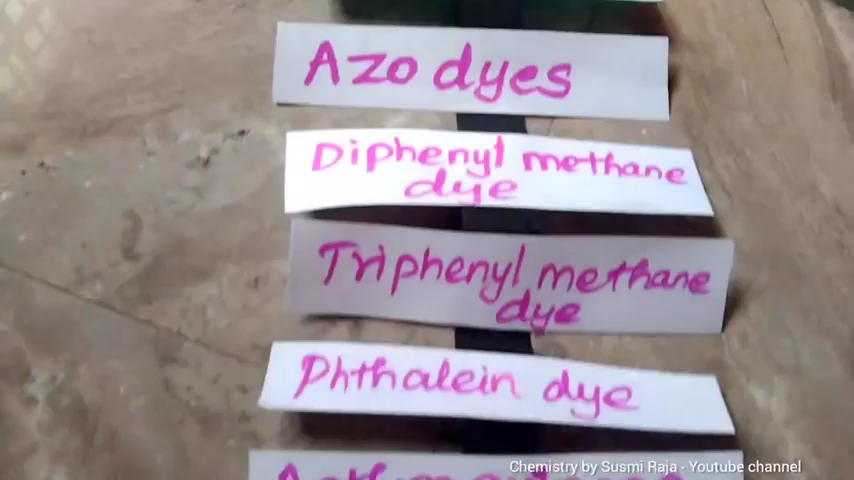 Azo dyes
Diphenyl methane
dye
Triphenyl methane
dye
Phthalein dye
Chemistry by Susmi Raja - Youtube channel